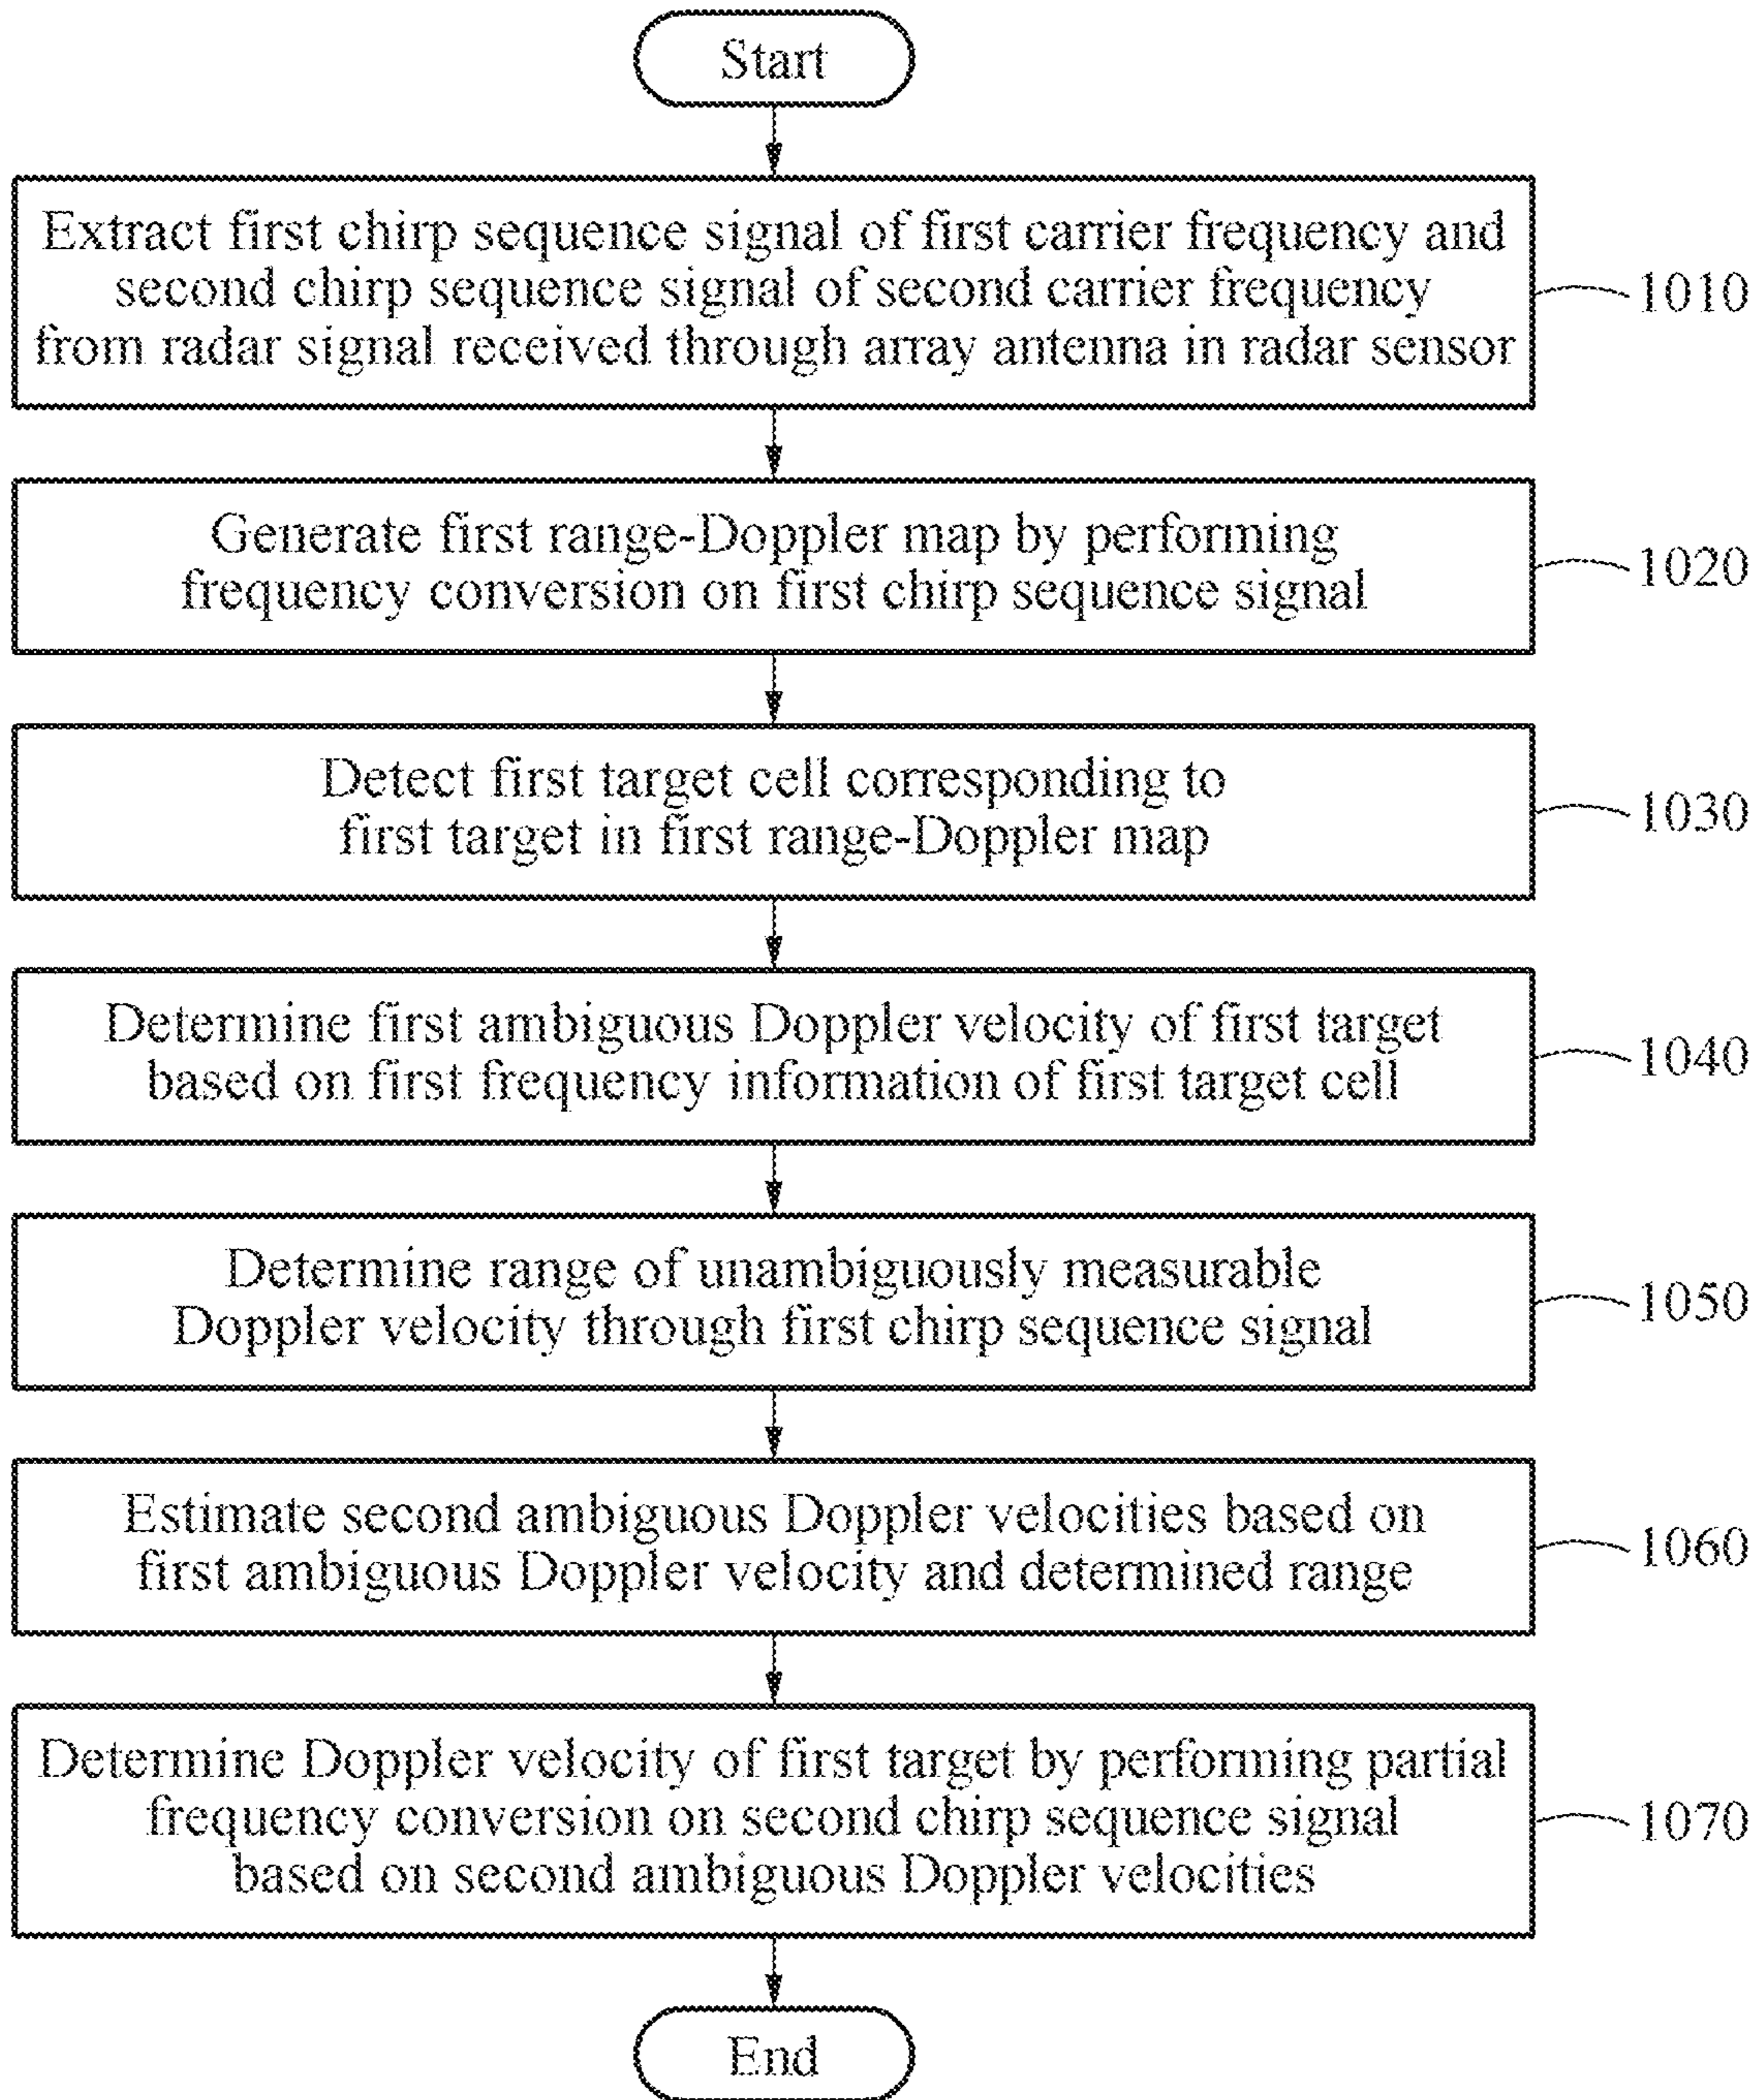 Start
Extract first chirp sequence signal of first carrier frequency and
second chirp sequence signal of second carrier frequency
from radar signal received through array antenna in radar sensor
1010
Generate first range-Doppler map by performing
frequency conversion on first chirp sequence signal
1020
Detect first target cell corresponding to
first target in first range-Doppler map
1030
Determine first ambiguous Doppler velocity of first target
based on first frequency information of first target cell
1040
Determine range of unambiguously measurable
Doppler velocity through first chirp sequence signal
1050
Estimate second ambiguous Doppler velocities based on
first ambiguous Doppler velocity and determined range
1060
Determine Doppler velocity of first target by performing partial
frequency conversion on second chirp sequence signal
based on second ambiguous Doppler velocities
1070
End